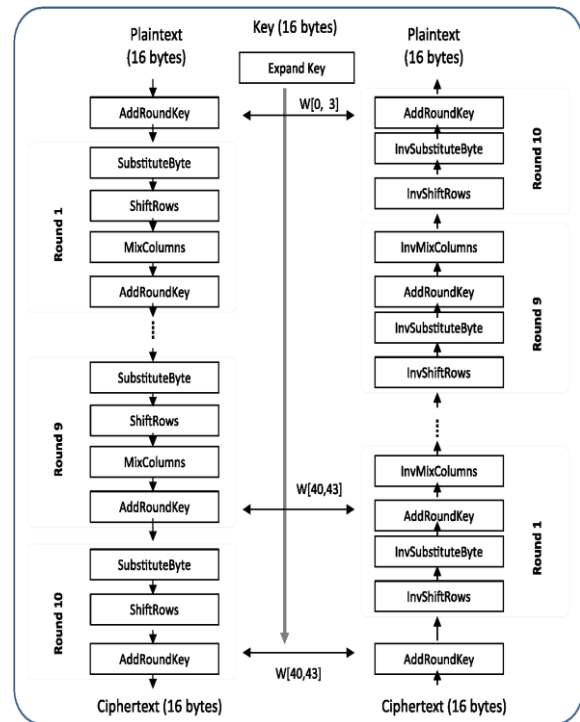 Plaintext
(16 bytes)
AddRoundKey
Round 1
SubstituteByte
ShiftRows
MixColumns
AddRoundKey
Round 9
SubstituteByte
ShiftRows
MixColumns
AddRoundKey
Round 10
SubstituteByte
ShiftRows
AddRoundKey
Ciphertext (16 bytes)
Key (16 bytes)
Expand Key
W[0, 3]
W[40,43]
W[40,43]
Plaintext
(16 bytes)
AddRoundKey
InvSubstituteByte
InvShiftRows
Round 10
InvMixColumns
AddRoundKey
InvSubstituteByte
InvShiftRows
Round 9
InvMixColumns
AddRoundKey
InvSubstituteByte
InvShiftRows
Round 1
AddRoundKey
Ciphertext (16 bytes)